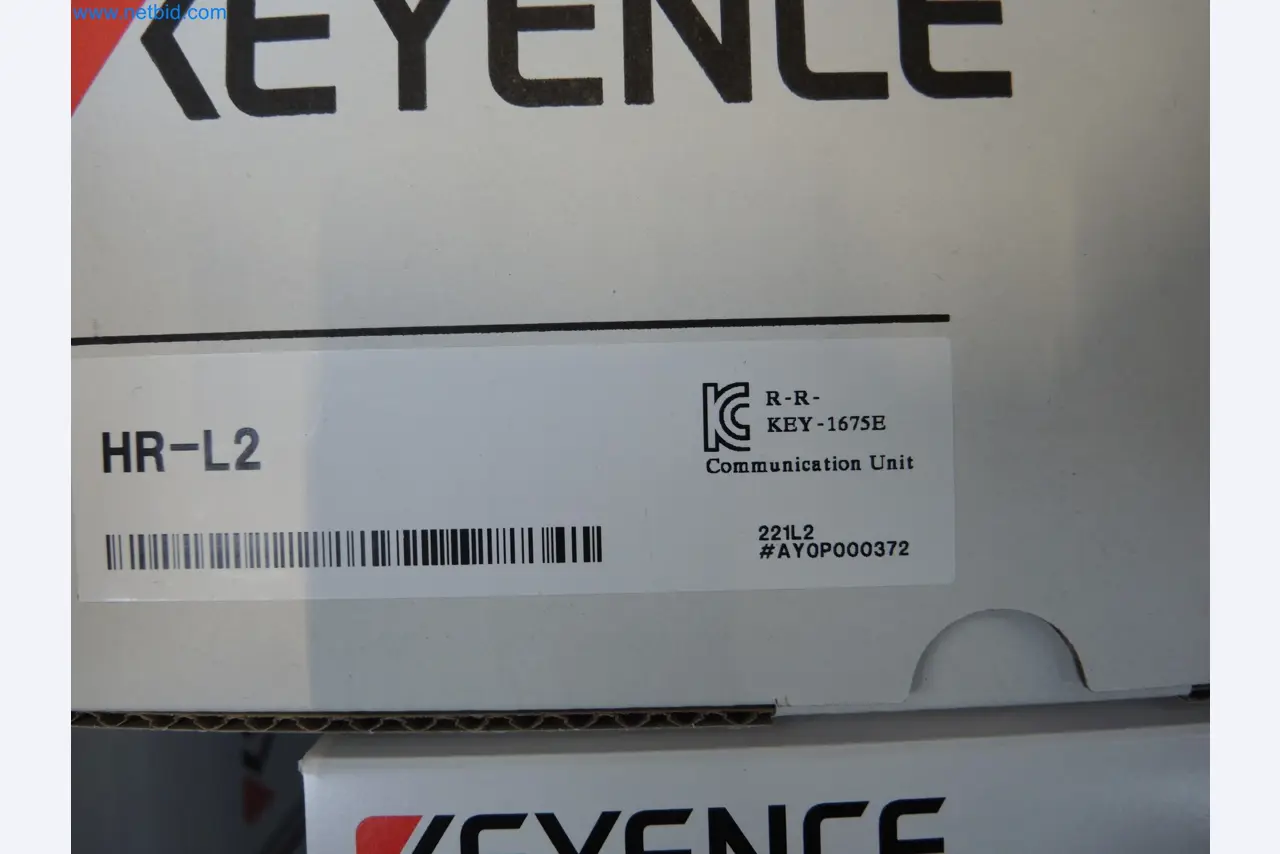 www.netbid.com
KEYENCE
HR-L2
R-R-
KEY-1675E
Communication Unit
221L2
#AY0P000372
KEYENCE